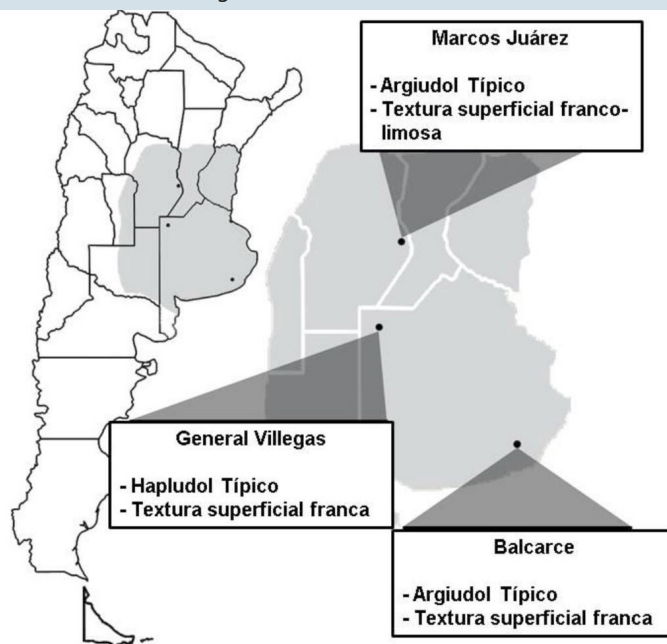 Marcos Juárez
- Argiudol Típico
- Textura superficial franco-
limosa
General Villegas
- Hapludol Típico
- Textura superficial franca
Balcarce
- Argiudol Típico
- Textura superficial franca